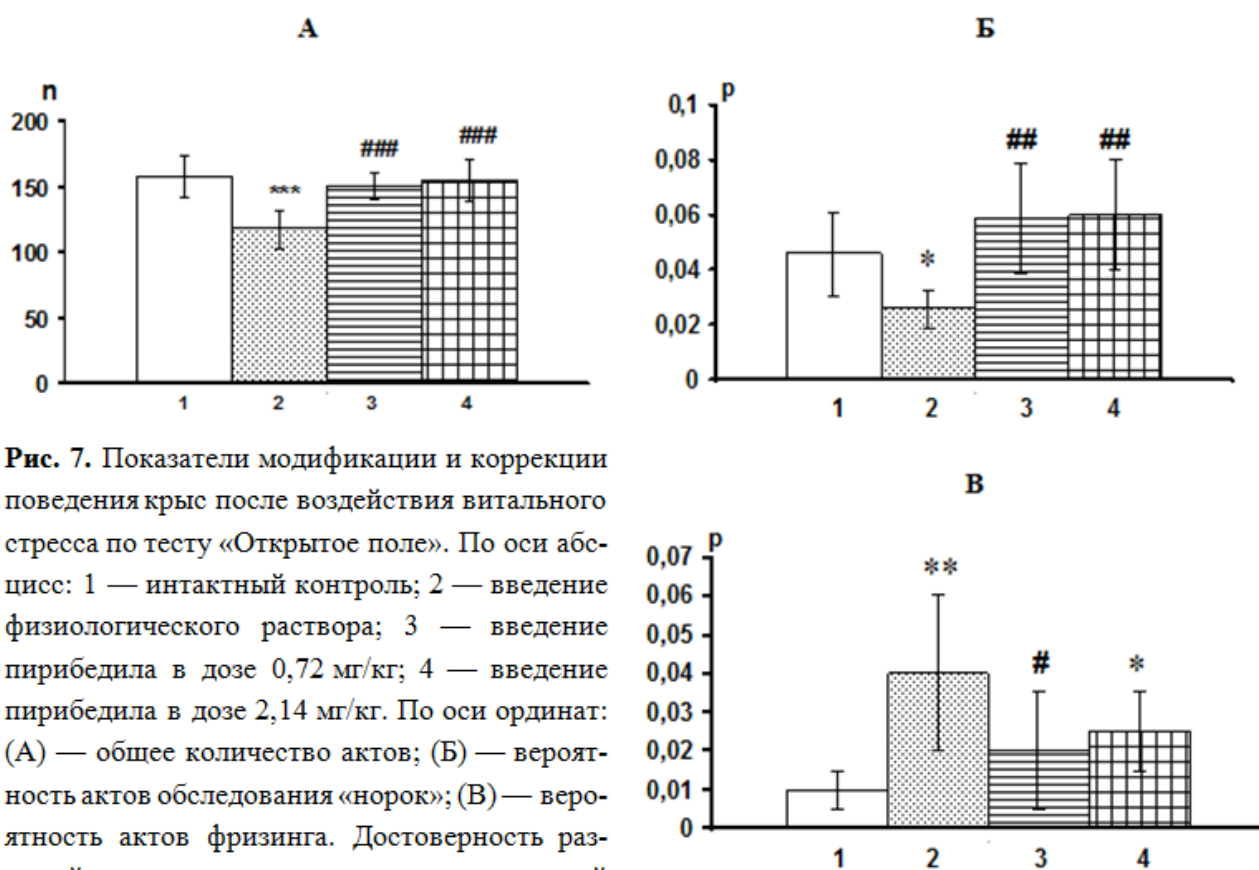 А
n
200
150
100
50
0
***
###
###
1 2 3 4
Б
p
0,1
0,08
0,06
0,04
0,02
0
*
##
##
1 2 3 4
Рис. 7. Показатели модификации и коррекции
поведения крыс после воздействия витального
стресса по тесту «Открытое поле». По оси абс-
цисс: 1 — интактный контроль; 2 — введение
физиологического раствора; 3 — введение
пирибедила в дозе 0,72 мг/кг; 4 — введение
пирибедила в дозе 2,14 мг/кг. По оси ординат:
(А) — общее количество актов; (Б) — вероят-
ность актов обследования «норок»; (В) — веро-
ятность актов фризинга. Достоверность раз-
В
p
0,07
0,06
0,05
0,04
0,03
0,02
0,01
0
**
#
*
1 2 3 4